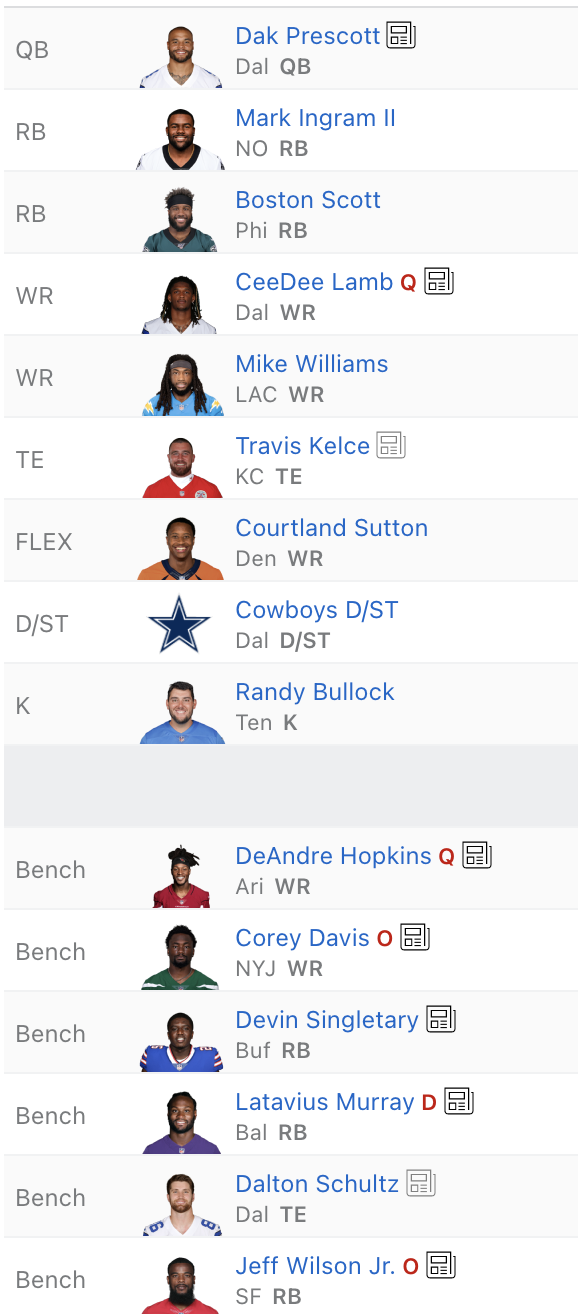 QB
Dak Prescott
Dal QB
RB
Mark Ingram II
NO RB
RB
Boston Scott
Phi RB
WR
CeeDee Lamb Q
Dal WR
WR
Mike Williams
LAC WR
TE
Travis Kelce
KC TE
FLEX
Courtland Sutton
Den WR
D/ST
Cowboys D/ST
Dal D/ST
K
Randy Bullock
Ten K
Bench
DeAndre Hopkins Q
Ari WR
Bench
Corey Davis O
NYJ WR
Bench
Devin Singletary
Buf RB
Bench
Latavius Murray D
Bal RB
Bench
Dalton Schultz
Dal TE
Bench
Jeff Wilson Jr. O
SF RB